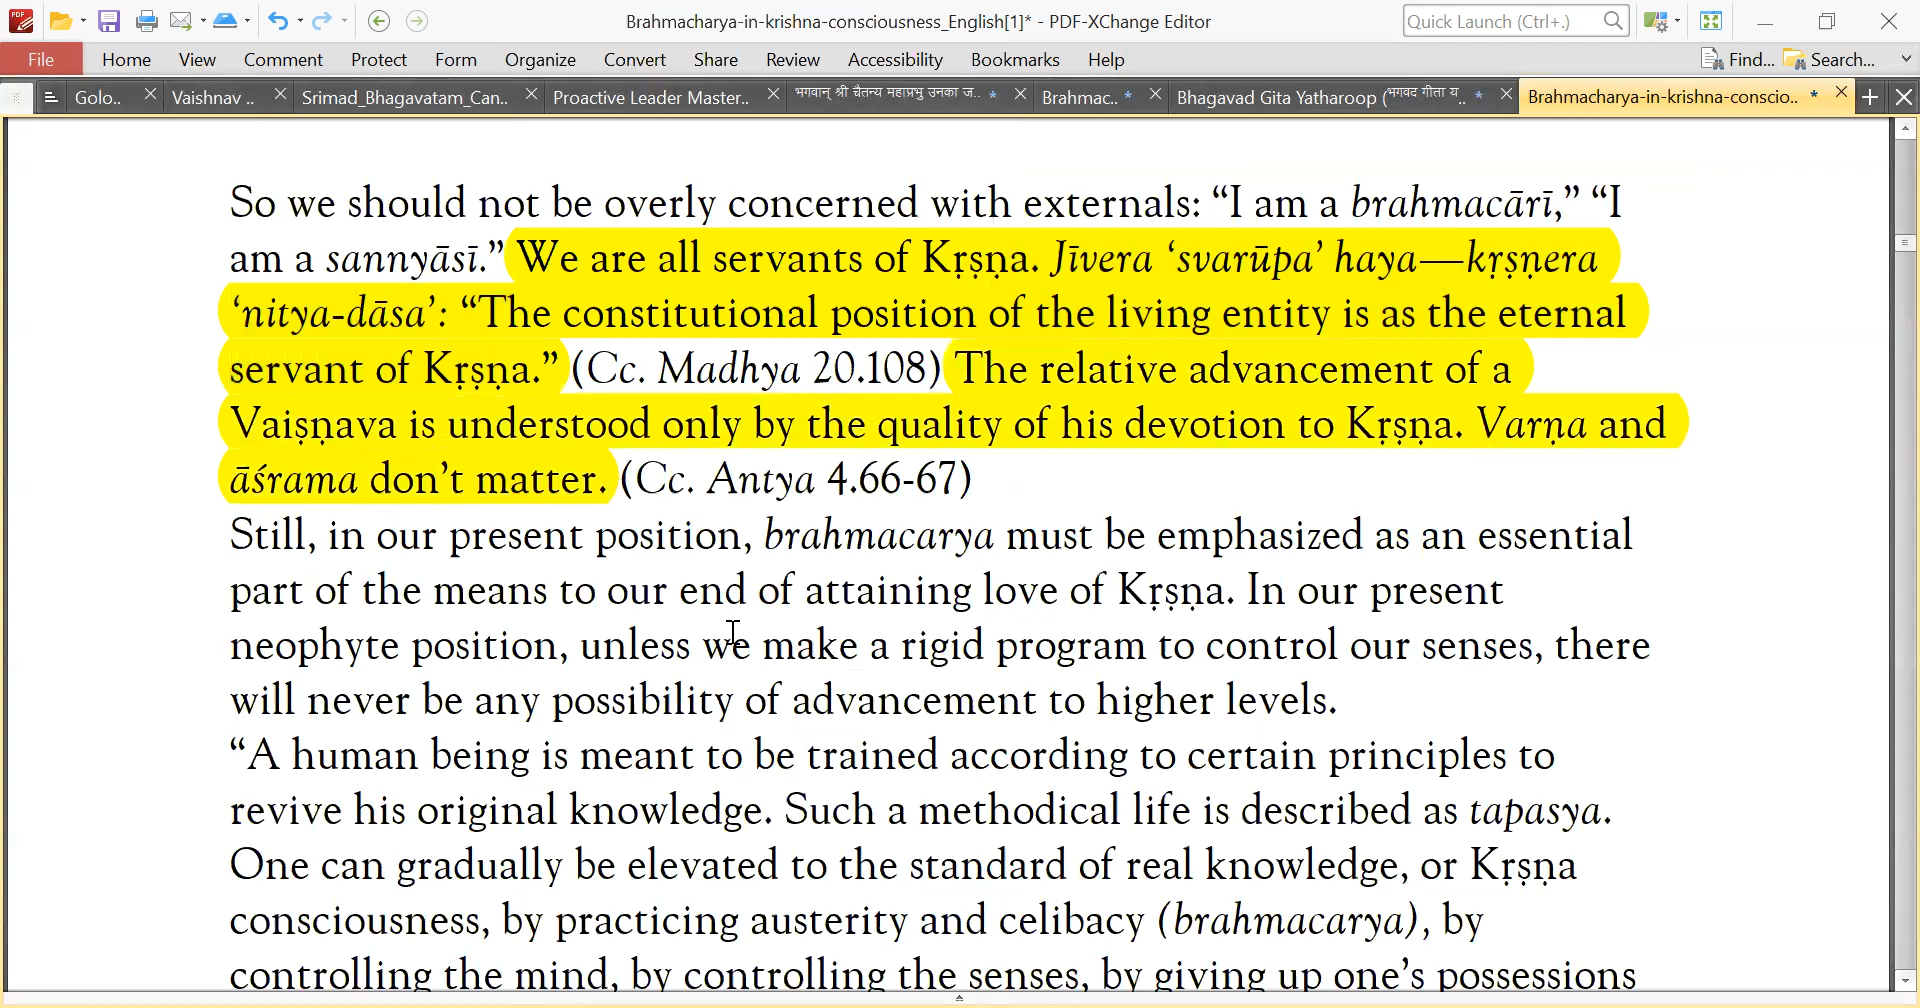 Brahmacharya-in-krishna-consciousness_English[1]* - PDF-XChange Editor
Quick Launch (Ctrl+.)
File Home View Comment Protect Form Organize Convert Share Review Accessibility Bookmarks Help Find... Search...
Golo.. Vaishnav .. Srimad_Bhagavatam_Can.. Proactive Leader Master.. भगवान् श्री चैतन्य महाप्रभु उनका ज.. * Brahmac.. * Bhagavad Gita Yatharoop (भगवद गीता य.. * Brahmacharya-in-krishna-conscio.. *
So we should not be overly concerned with externals: “I am a brahmacārī,” “I
am a sannyāsī.” We are all servants of Kṛṣṇa. Jīvera ‘svarūpa’ haya—kṛṣṇera
‘nitya-dāsa’: “The constitutional position of the living entity is as the eternal
servant of Kṛṣṇa.” (Cc. Madhya 20.108) The relative advancement of a
Vaiṣṇava is understood only by the quality of his devotion to Kṛṣṇa. Varṇa and
āśrama don’t matter. (Cc. Antya 4.66-67)
Still, in our present position, brahmacarya must be emphasized as an essential
part of the means to our end of attaining love of Kṛṣṇa. In our present
neophyte position, unless we make a rigid program to control our senses, there
will never be any possibility of advancement to higher levels.
“A human being is meant to be trained according to certain principles to
revive his original knowledge. Such a methodical life is described as tapasya.
One can gradually be elevated to the standard of real knowledge, or Kṛṣṇa
consciousness, by practicing austerity and celibacy (brahmacarya), by
controlling the mind, by controlling the senses, by giving up one’s possessions